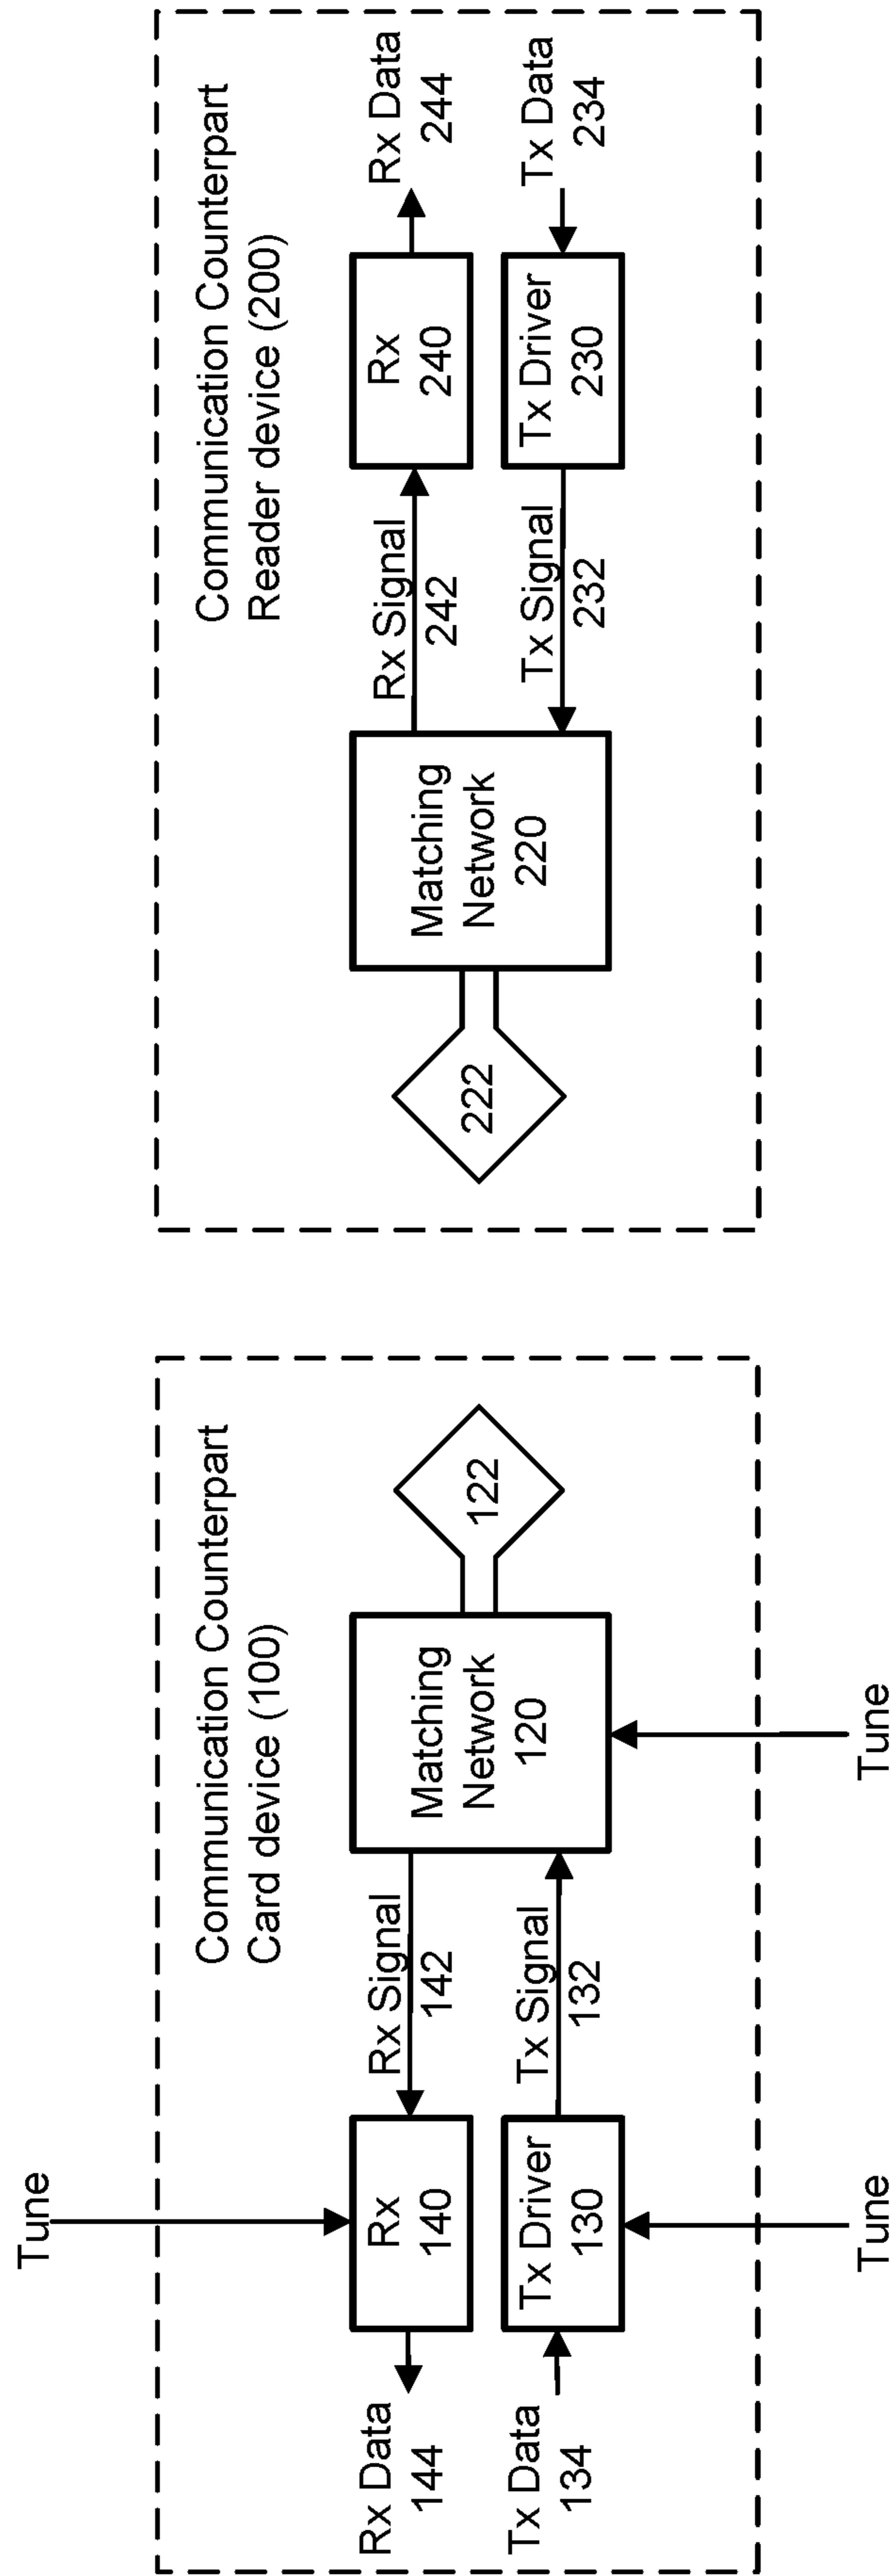 Tune
Communication Counterpart
Card device (100)
Rx Data
144
Rx
140
Rx Signal
142
Matching
Network
120
122
Tx Data
134
Tx Driver
130
Tx Signal
132
Tune
Tune
Communication Counterpart
Reader device (200)
222
Matching
Network
220
Rx Signal
242
Rx
240
Rx Data
244
Tx Signal
232
Tx Driver
230
Tx Data
234